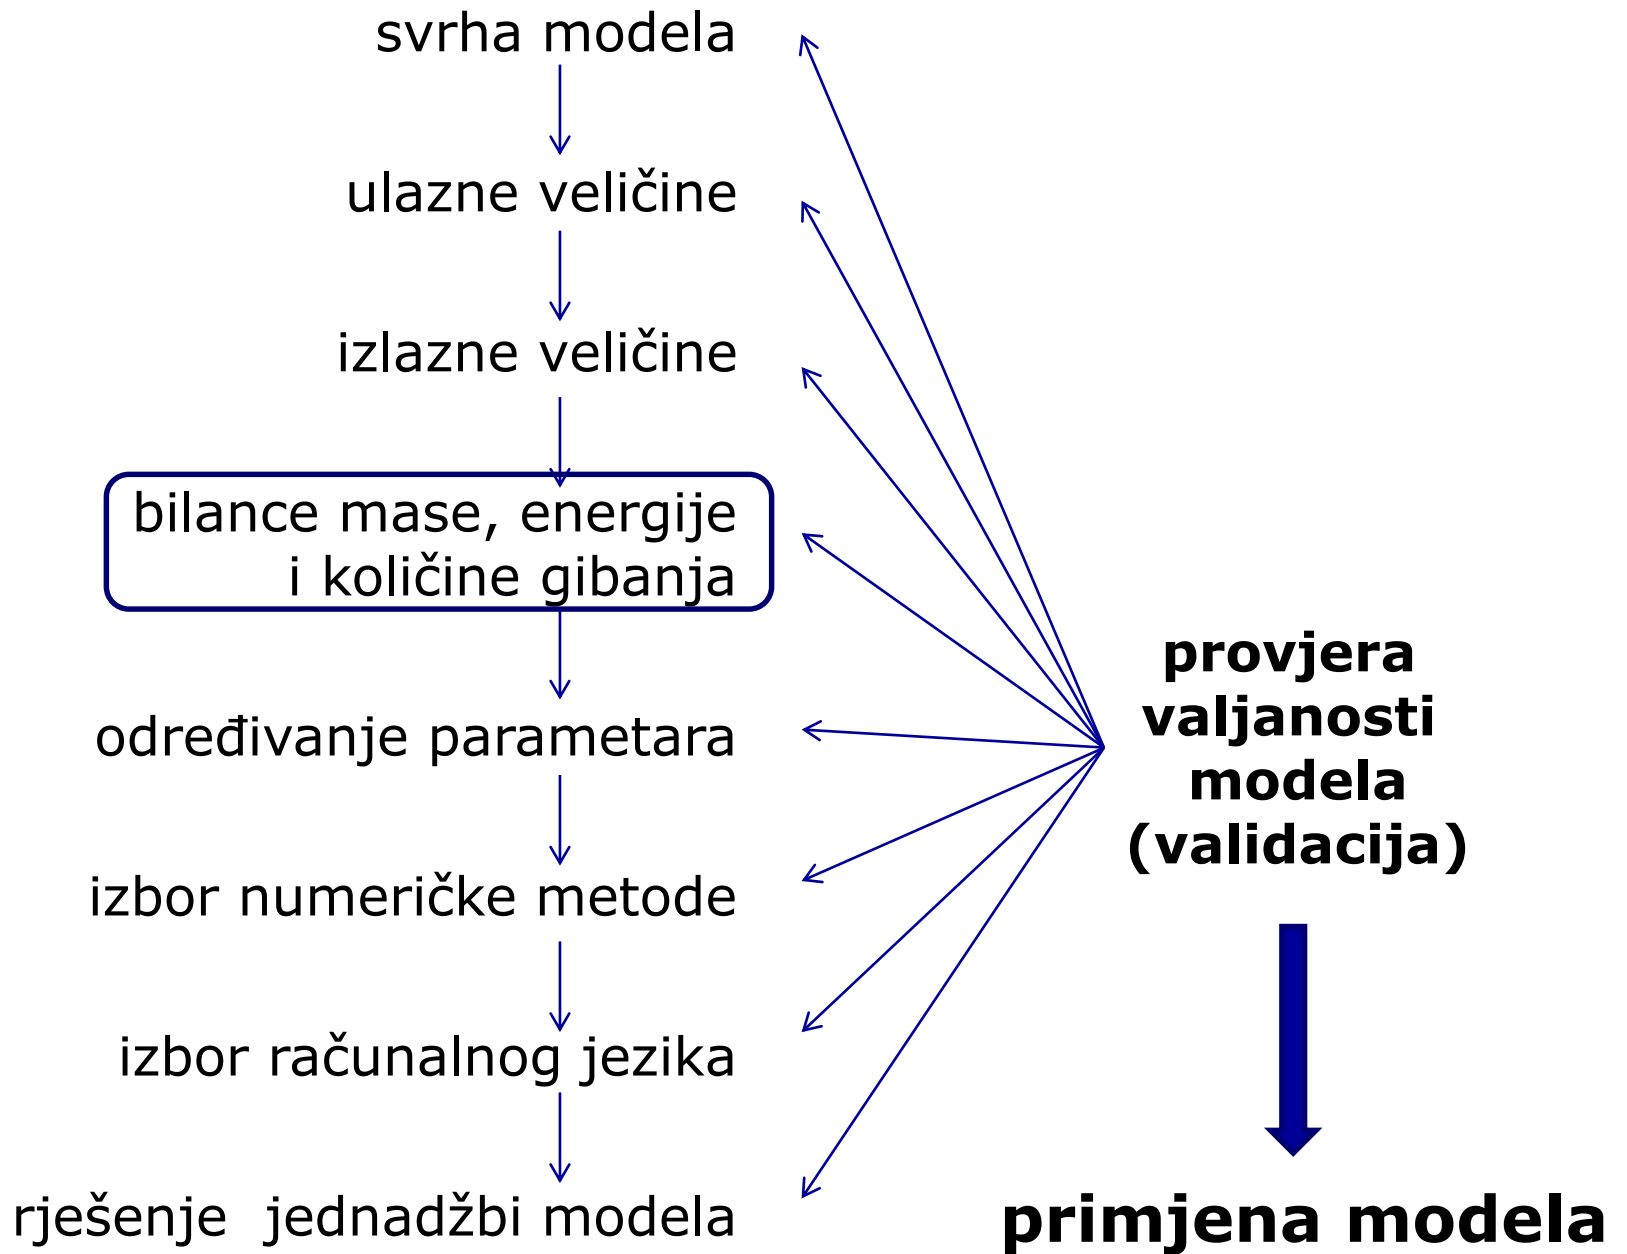 svrha modela
ulazne veličine
izlazne veličine
bilance mase, energije
i količine gibanja
određivanje parametara
izbor numeričke metode
izbor računalnog jezika
rješenje jednadžbi modela
provjera
valjanosti
modela
(validacija)
primjena modela